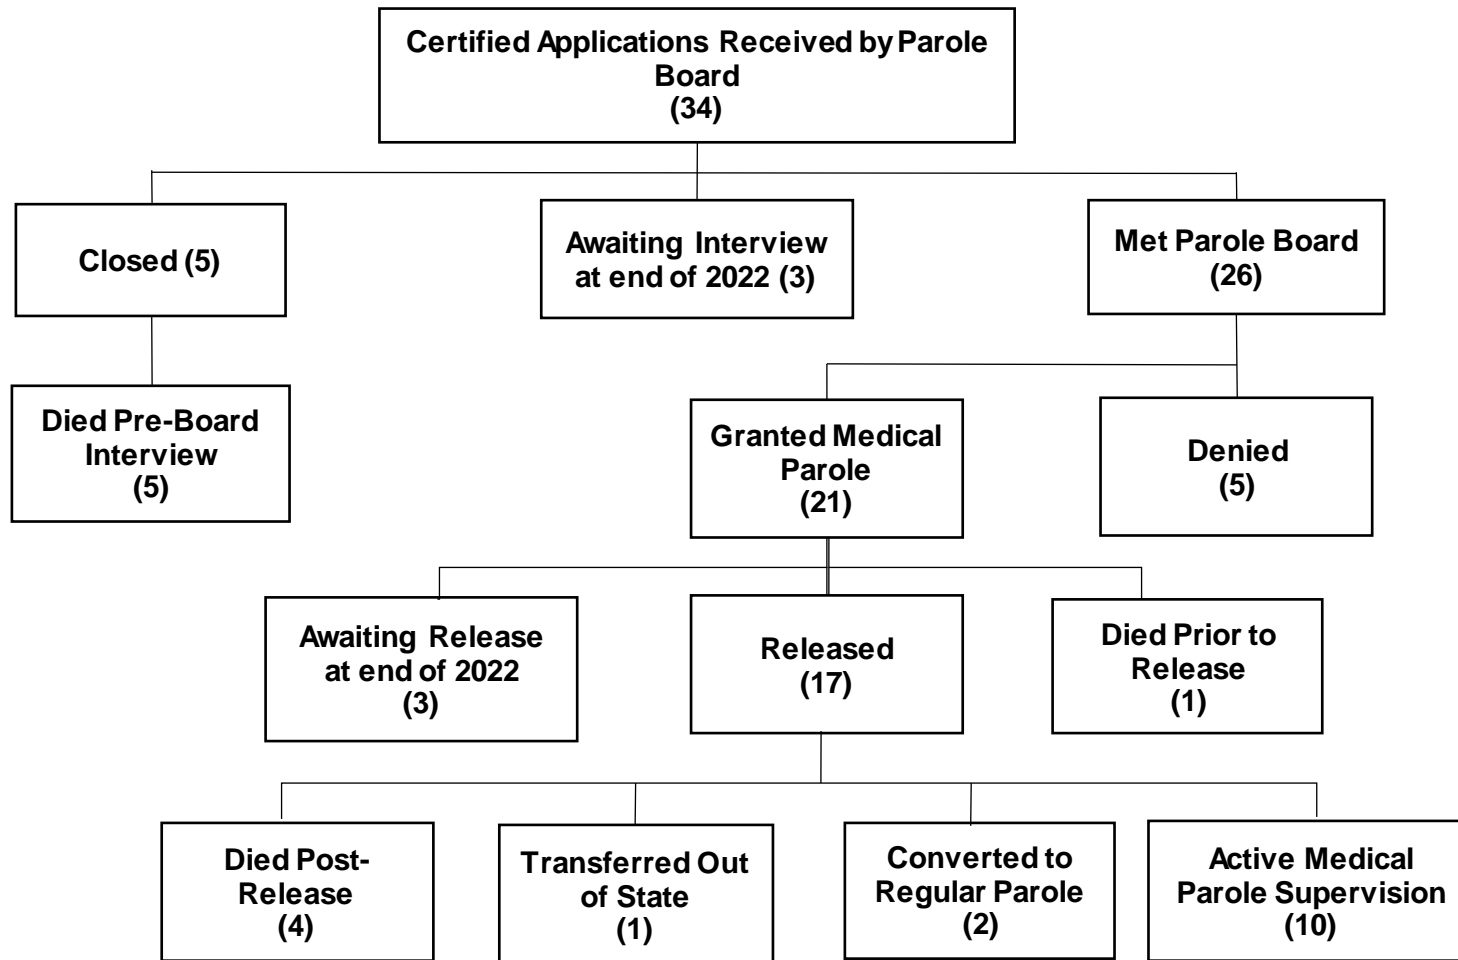 Certified Applications Received by Parole
Board
(34)
Closed (5)
Awaiting Interview
at end of 2022 (3)
Met Parole Board
(26)
Died Pre-Board
Interview
(5)
Granted Medical
Parole
(21)
Denied
(5)
Awaiting Release
at end of 2022
(3)
Released
(17)
Died Prior to
Release
(1)
Died Post-
Release
(4)
Transferred Out
of State
(1)
Converted to
Regular Parole
(2)
Active Medical
Parole Supervision
(10)